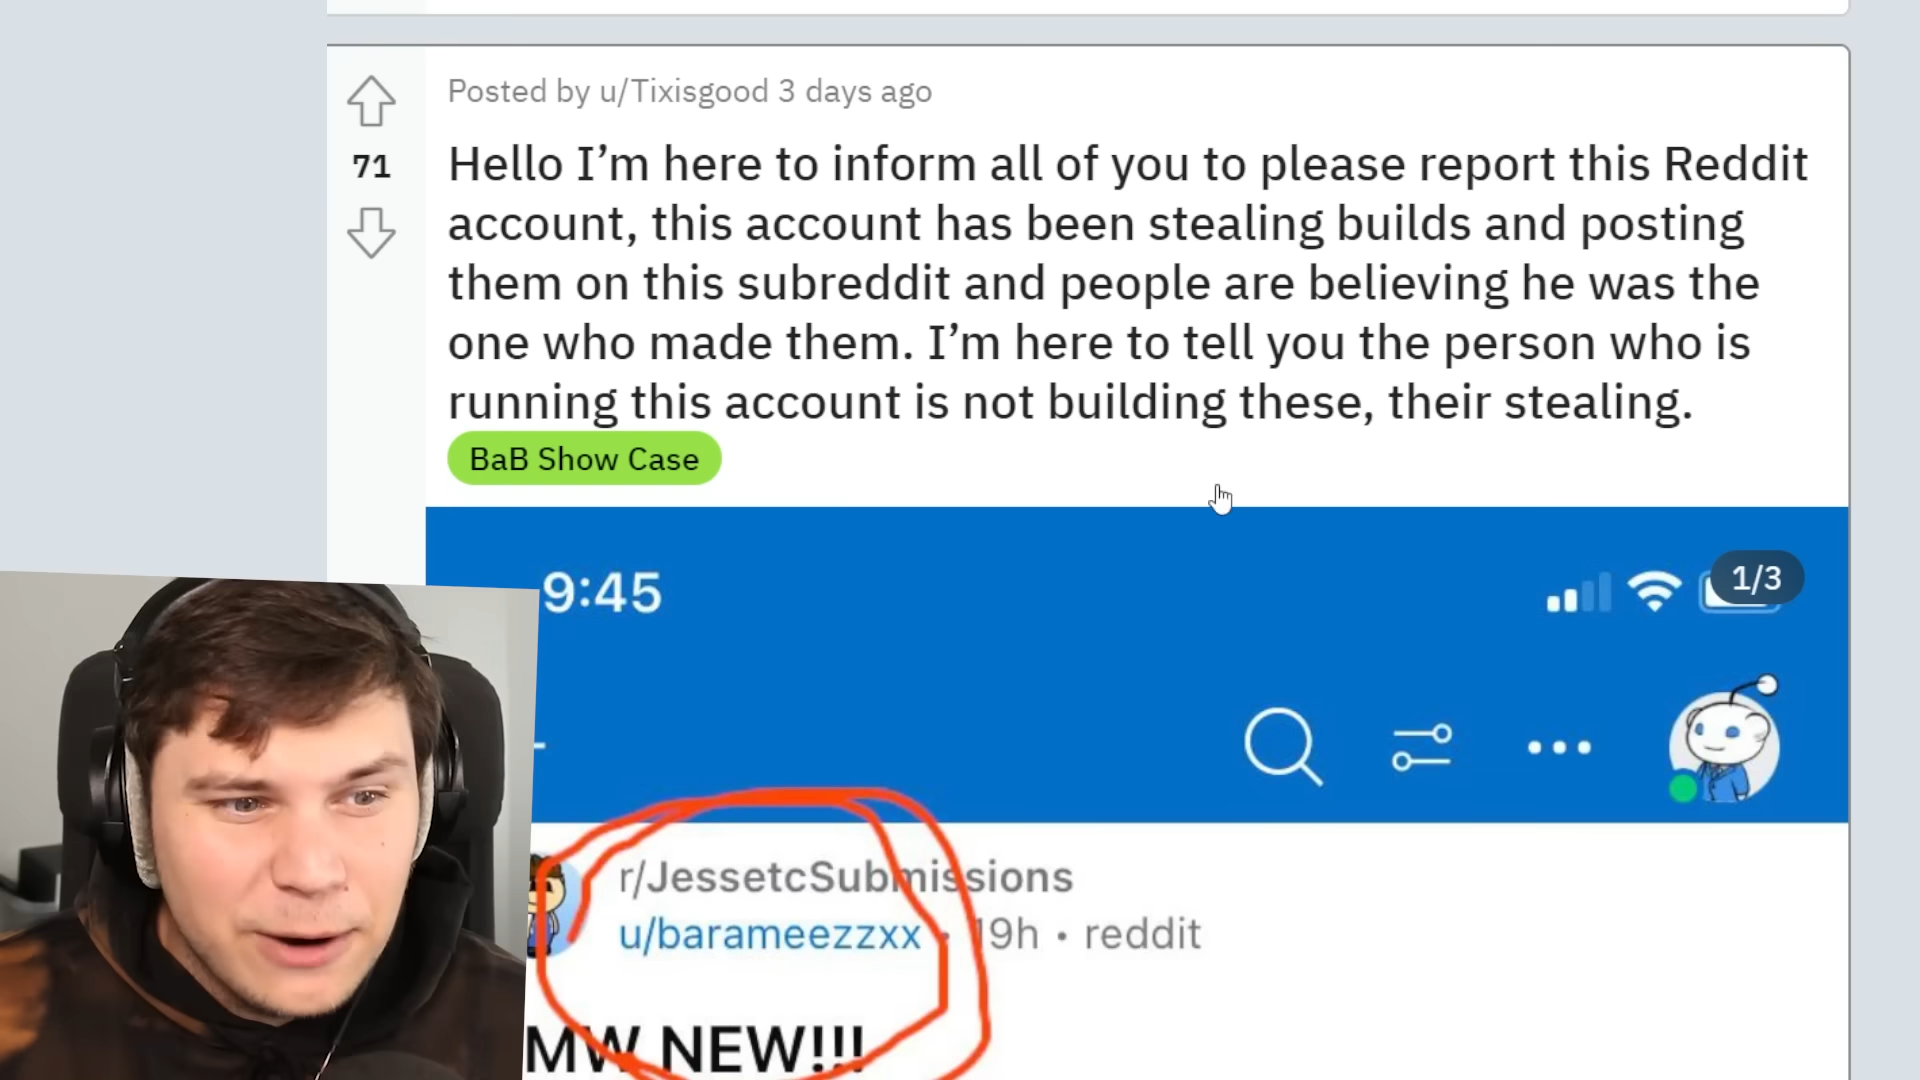 Posted by u/Tixisgood 3 days ago
71
Hello I’m here to inform all of you to please report this Reddit
account, this account has been stealing builds and posting
them on this subreddit and people are believing he was the
one who made them. I’m here to tell you the person who is
running this account is not building these, their stealing.
BaB Show Case
9:45
1/3
r/JessetcSubmissions
u/barameezzxx • 19h • reddit
MW NEW!!!